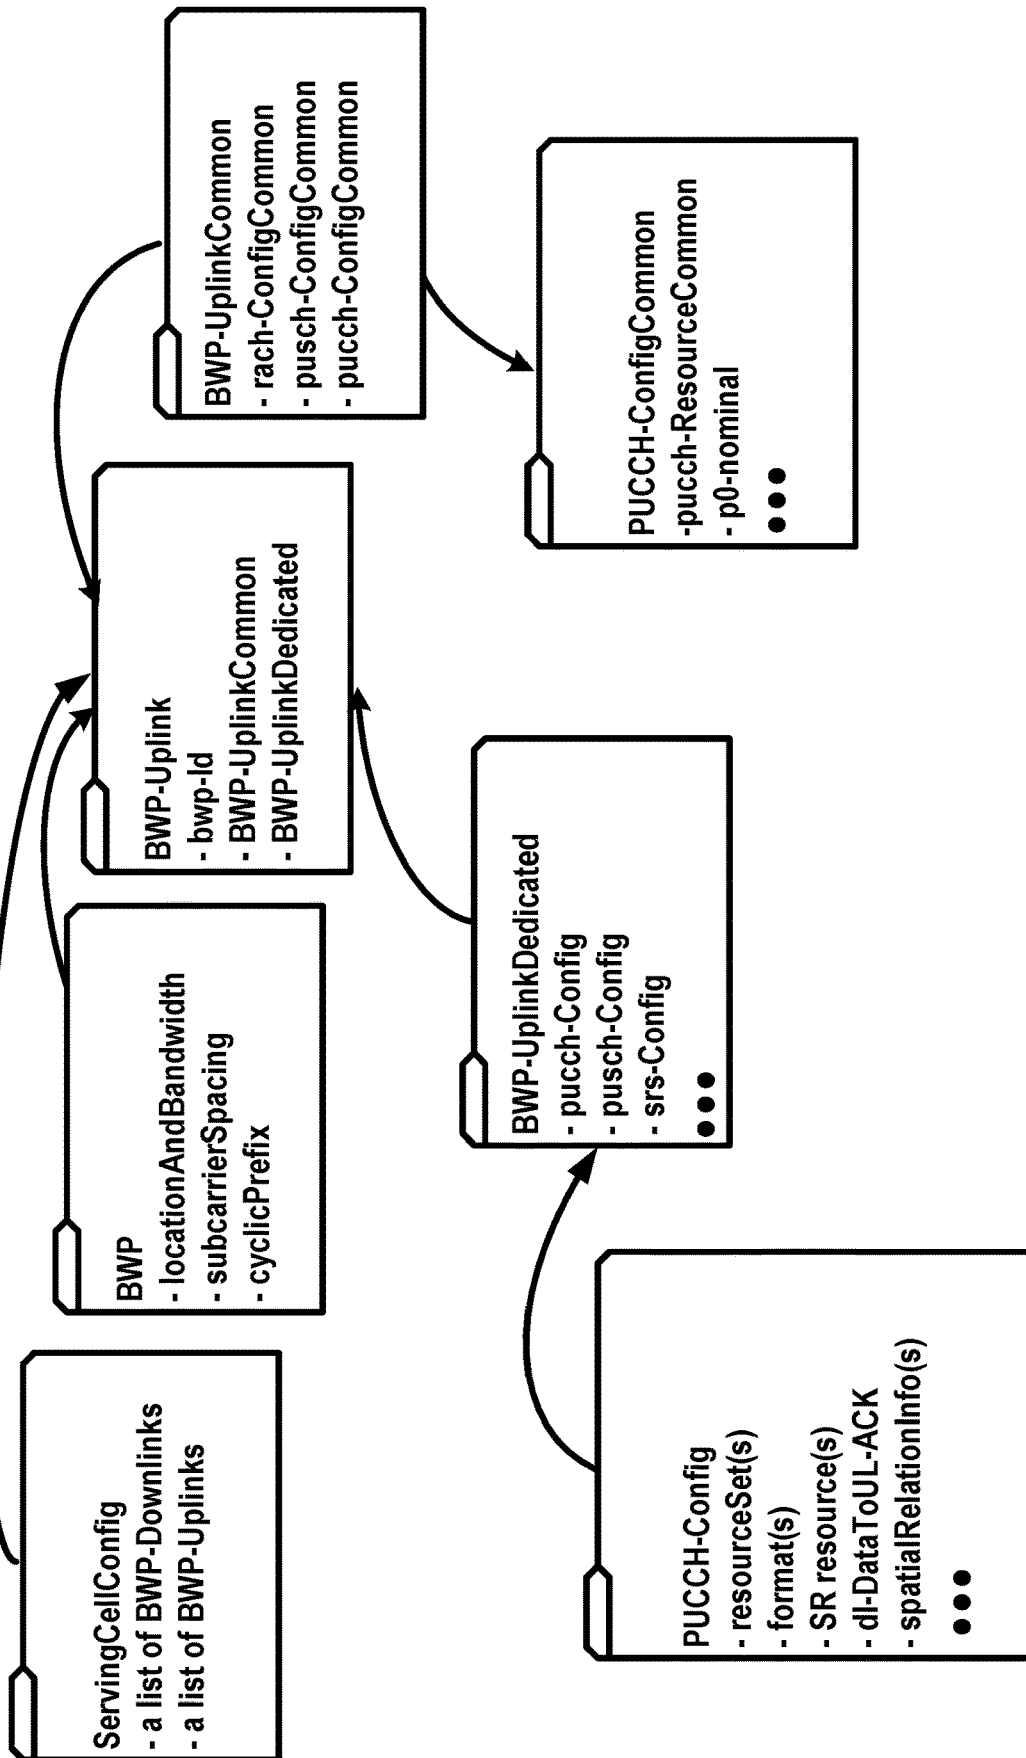 ServingCellConfig
- a list of BWP-Downlinks
- a list of BWP-Uplinks
BWP
- locationAndBandwidth
- subcarrierSpacing
- cyclicPrefix
BWP-Uplink
- bwp-Id
- BWP-UplinkCommon
- BWP-UplinkDedicated
BWP-UplinkCommon
- rach-ConfigCommon
- pusch-ConfigCommon
- pucch-ConfigCommon
PUCCH-Config
- resourceSet(s)
- format(s)
- SR resource(s)
- dl-DataToUL-ACK
- spatialRelationInfo(s)
●●●
BWP-UplinkDedicated
- pucch-Config
- pusch-Config
- srs-Config
●●●
PUCCH-ConfigCommon
-pucch-ResourceCommon
- p0-nominal
●●●